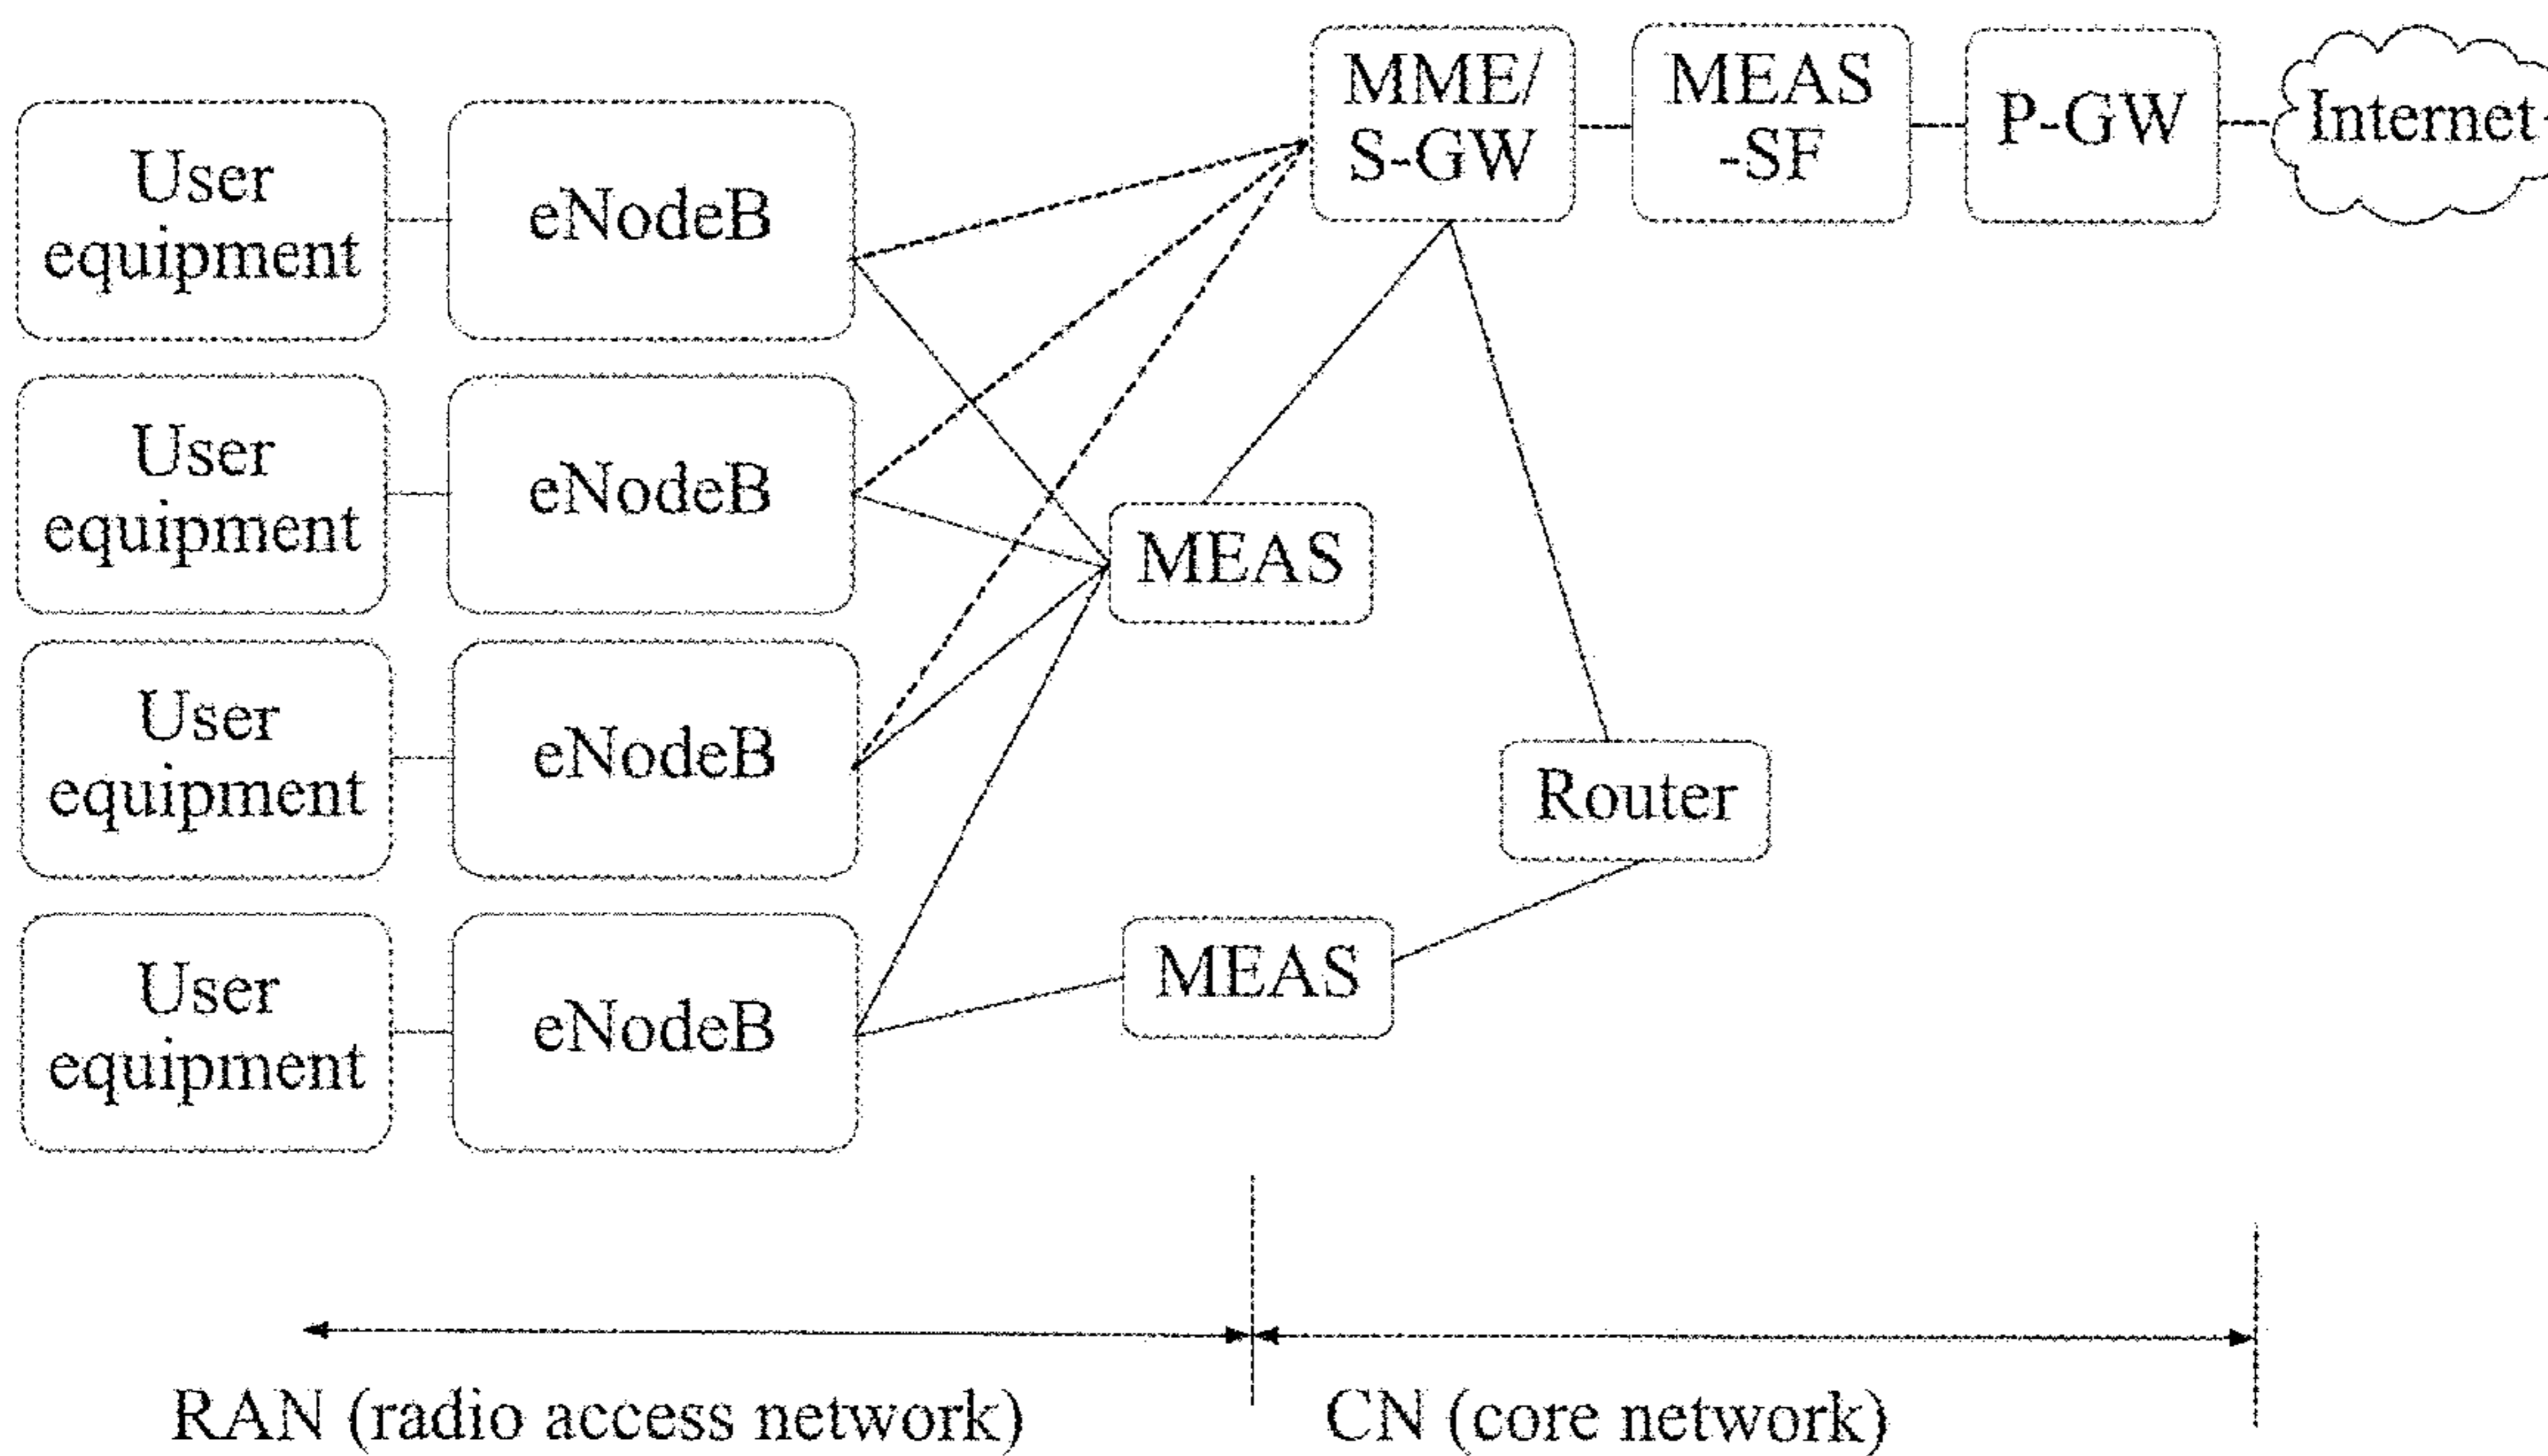 MME/
S-GW
MEAS
-SF
P-GW
Internet
User
equipment
eNodeB
User
equipment
eNodeB
MEAS
User
equipment
eNodeB
Router
User
equipment
eNodeB
MEAS
RAN (radio access network)
CN (core network)